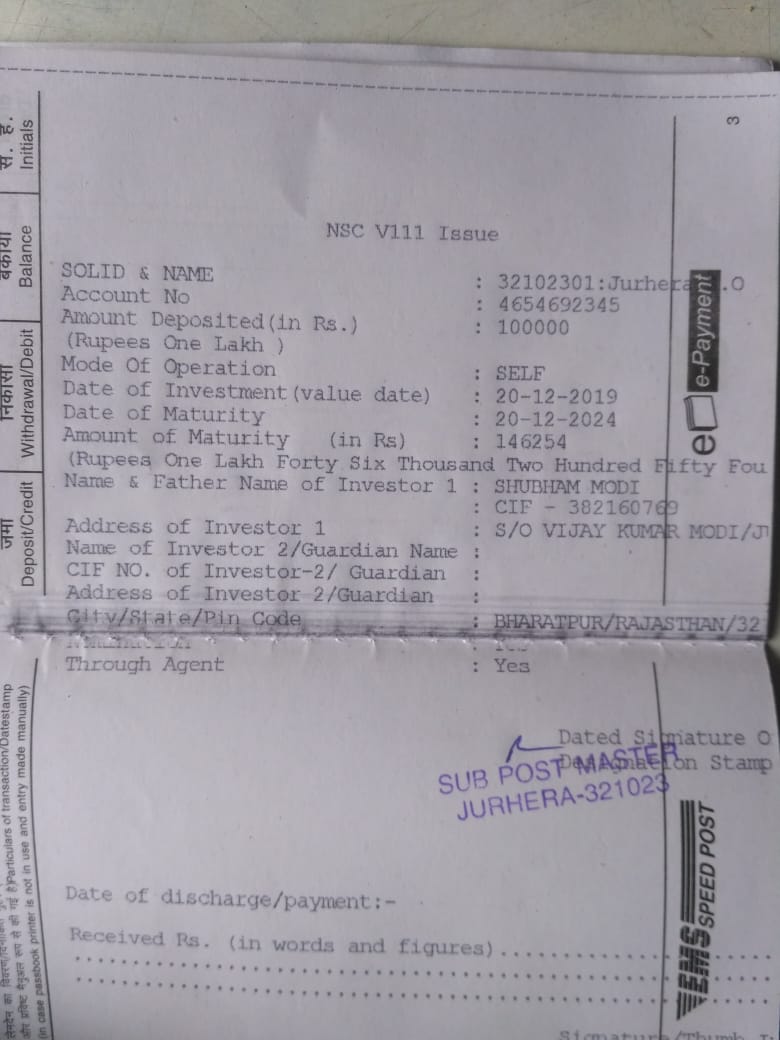 NSC V111 Issue
SOLID & NAME : 32102301:Jurhera .O
Account No : 4654692345
Amount Deposited(in Rs.) : 100000
(Rupees One Lakh )
Mode Of Operation : SELF
Date of Investment(value date) : 20-12-2019
Date of Maturity : 20-12-2024
Amount of Maturity (in Rs) : 146254
(Rupees One Lakh Forty Six Thousand Two Hundred Fifty Fou
Name & Father Name of Investor 1 : SHUBHAM MODI
: CIF - 382160769
Address of Investor 1 : S/O VIJAY KUMAR MODI/J
Name of Investor 2/Guardian Name :
CIF NO. of Investor-2/ Guardian :
Address of Investor 2/Guardian :
City/State/Pin Code : BHARATPUR/RAJASTHAN/32
Through Agent : Yes
Dated Signature O
Designation Stamp
SUB POST MASTER
JURHERA-321023
Date of discharge/payment:-
Received Rs. (in words and figures)
Signature/Thumb
3
e-Payment
EMS SPEED POST
स. ह.
Initials
बकाया
Balance
निकासी
Withdrawal/Debit
जमा
Deposit/Credit
Particulars of transaction/Datestamp
(in case passbook printer is not in use and entry made manually)